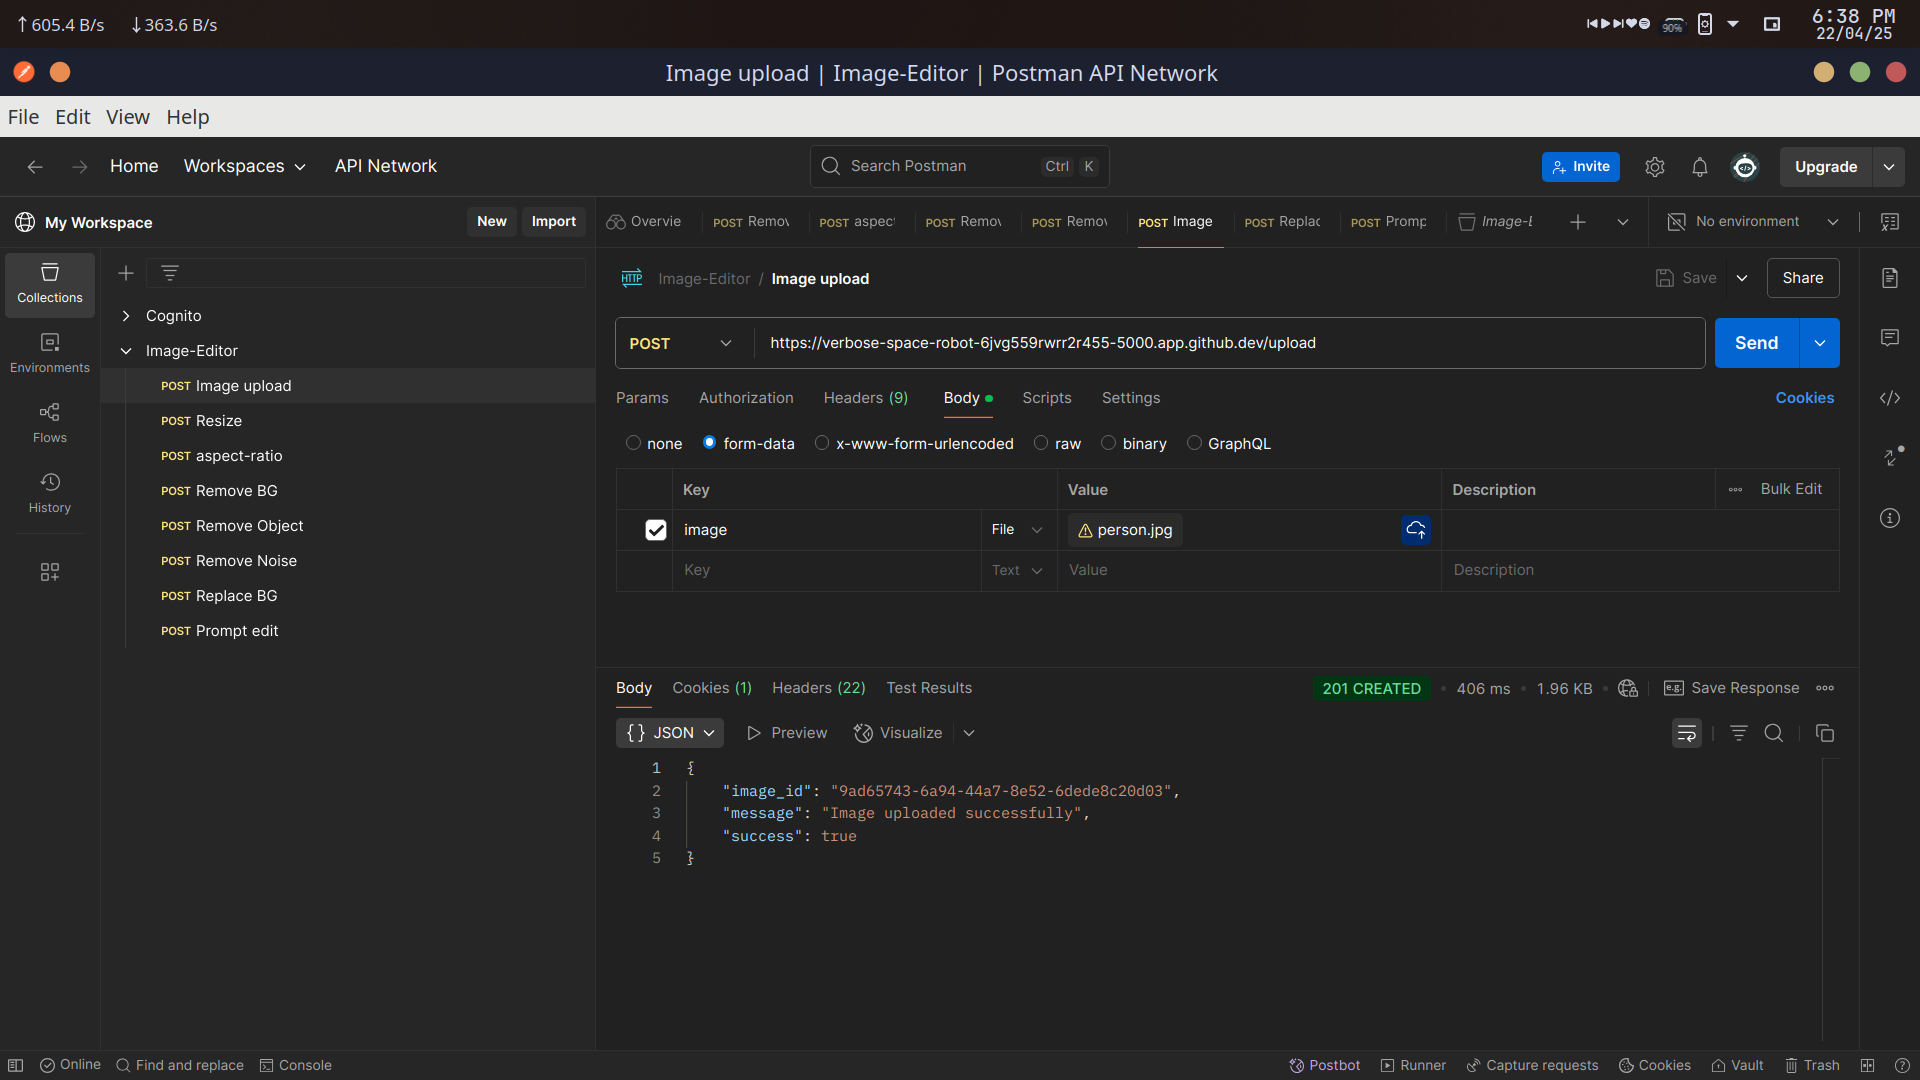 ↑ 605.4 B/s ↓ 363.6 B/s
90%
6:38 PM
22/04/25
Image upload | Image-Editor | Postman API Network
File Edit View Help
Home Workspaces API Network
Search Postman Ctrl K
Invite
Upgrade
My Workspace
New Import
Overvie
POST Remov
POST aspec
POST Remov
POST Remov
POST Image
POST Replac
POST Promp
Image-E
No environment
Collections
Environments
Flows
History
Cognito
Image-Editor
POST Image upload
POST Resize
POST aspect-ratio
POST Remove BG
POST Remove Object
POST Remove Noise
POST Replace BG
POST Prompt edit
HTTP Image-Editor / Image upload
Save Share
POST https://verbose-space-robot-6jvg559rwrr2r455-5000.app.github.dev/upload
Send
Params Authorization Headers (9) Body Scripts Settings Cookies
none form-data x-www-form-urlencoded raw binary GraphQL
Key Value Description Bulk Edit
image File person.jpg
Key Text Value Description
Body Cookies (1) Headers (22) Test Results
201 CREATED • 406 ms • 1.96 KB • e.g. Save Response
{ } JSON Preview Visualize
1 {
2 "image_id": "9ad65743-6a94-44a7-8e52-6dede8c20d03",
3 "message": "Image uploaded successfully",
4 "success": true
5 }
Online Find and replace Console
Postbot Runner Capture requests Cookies Vault Trash